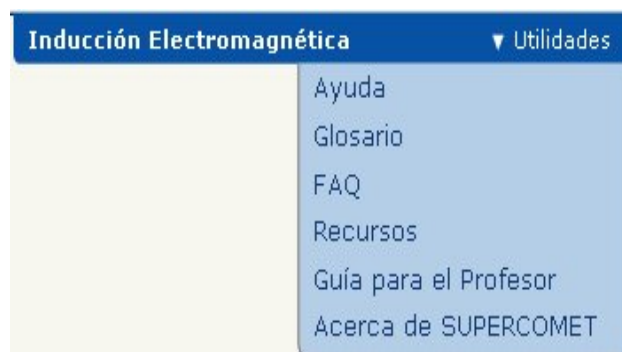 Inducción Electromagnética ▼ Utilidades
Ayuda
Glosario
FAQ
Recursos
Guía para el Profesor
Acerca de SUPERCOMET